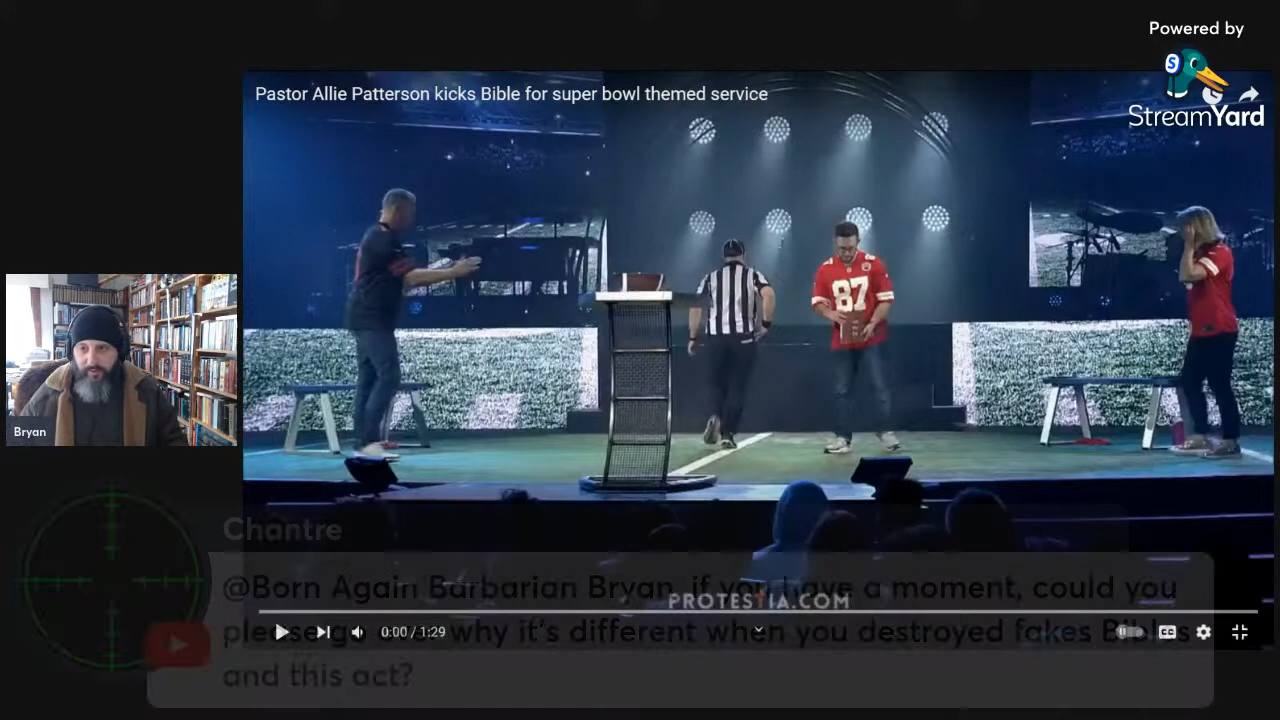 Powered by
StreamYard
Pastor Allie Patterson kicks Bible for super bowl themed service
87
Bryan
Chantre
@Born Again Barbarian Bryan, if you have a moment, could you
PROTESTIA.COM
0:00 / 1:29
why it's different when you destroyed fakes Bibles
and this act?